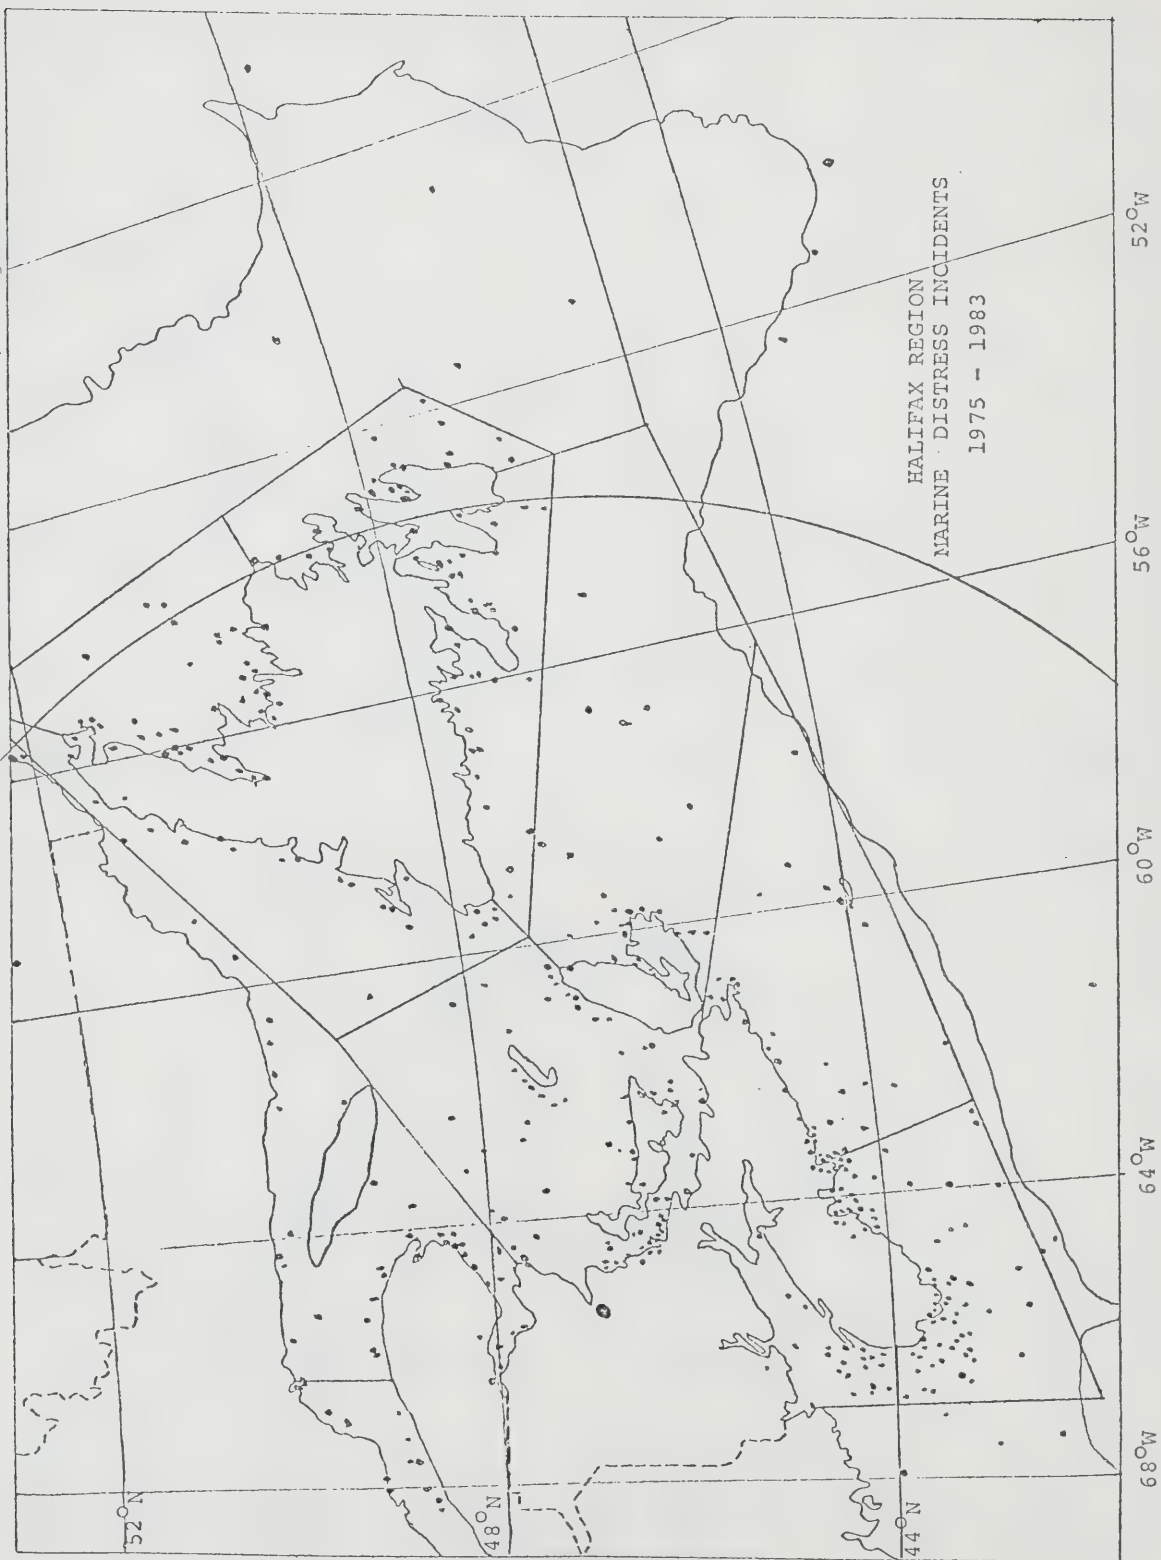 HALIFAX REGION
MARINE DISTRESS INCIDENTS
1975 - 1983
52°N
48°N
44°N
68°W
64°W
60°W
56°W
52°W